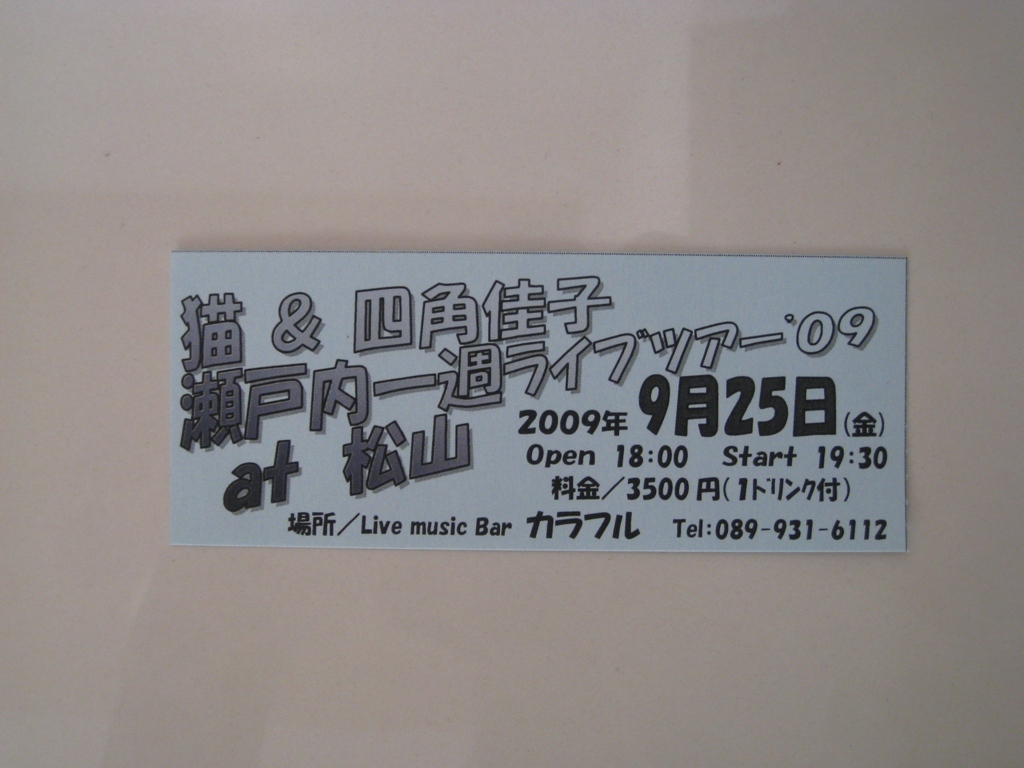 猫 & 四角佳子
瀬戸内一週ライブツアー'09
at 松山
2009年 9月25日(金)
Open 18:00 Start 19:30
料金/3500円(1ドリンク付)
場所/Live music Bar カラフル Tel:089-931-6112